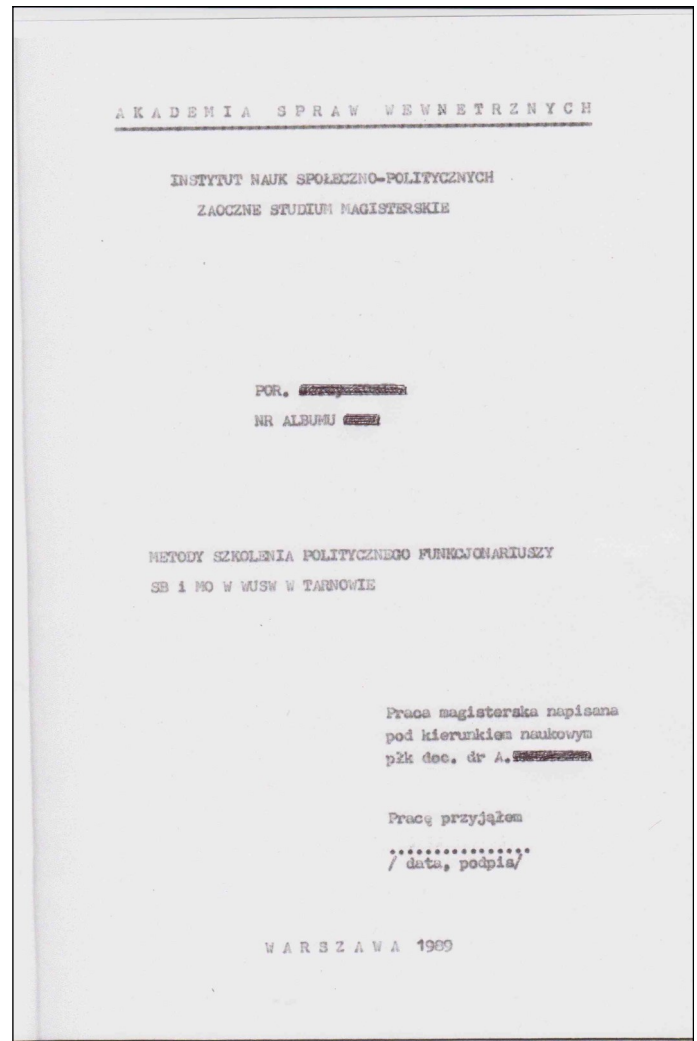 AKADEMIA SPRAW WEWNETRZNYCH
INSTYTUT NAUK SPOŁECZNO-POLITYCZNYCH
ZAOCZNE STUDIUM MAGISTERSKIE
POR.
NR ALBUMU
METODY SZKOLENIA POLITYCZNEGO FUNKCJONARIUSZY
SB i MO W WUSW W TARNOWIE
Praca magisterska napisana
pod kierunkiem naukowym
płk doc. dr A.
Pracę przyjąłem
.................
/ data, podpis/
WARSZAWA 1989